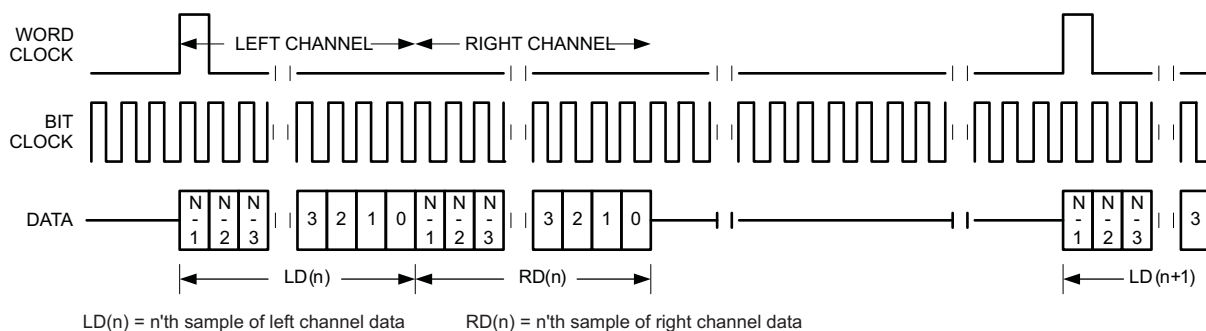 WORD CLOCK
LEFT CHANNEL
RIGHT CHANNEL
BIT CLOCK
DATA
N-1 N-2 N-3 3 2 1 0 N-1 N-2 N-3 3 2 1 0 N-1 N-2 N-3 3
LD(n)
RD(n)
LD(n+1)
LD(n) = n'th sample of left channel data
RD(n) = n'th sample of right channel data